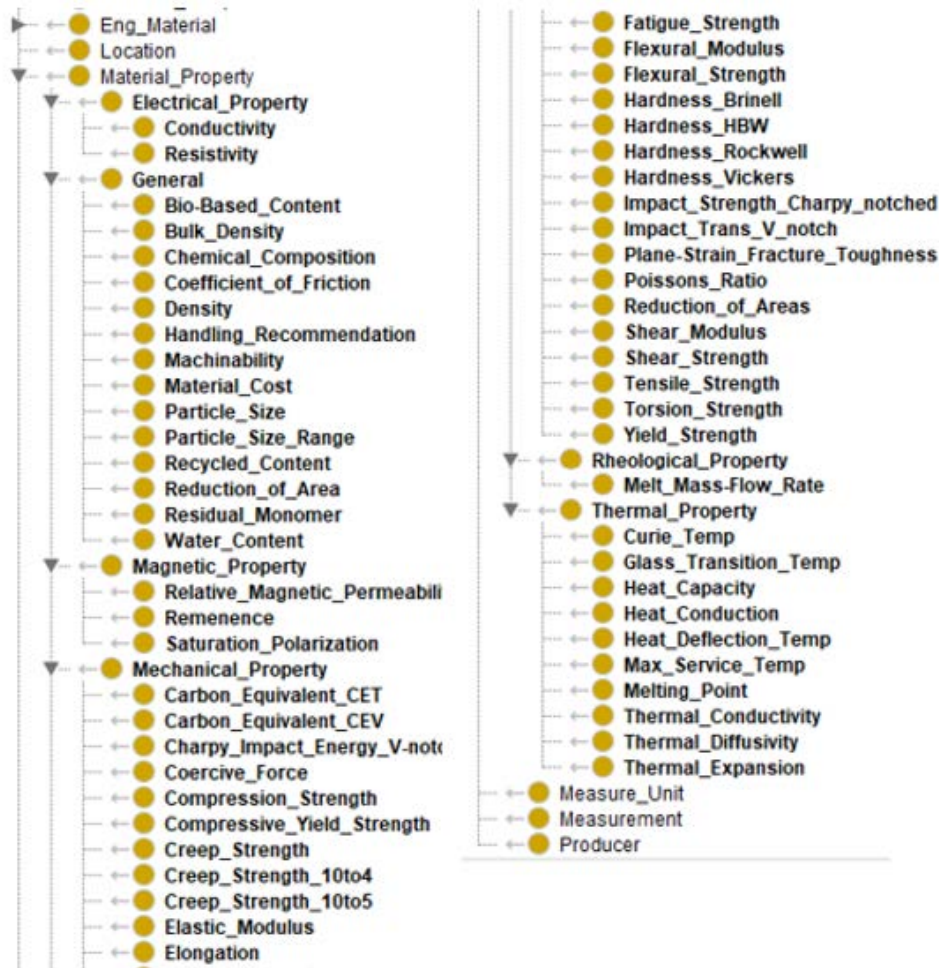 Eng_Material
Location
Material_Property
Electrical_Property
Conductivity
Resistivity
General
Bio-Based_Content
Bulk_Density
Chemical_Composition
Coefficient_of_Friction
Density
Handling_Recommendation
Machinability
Material_Cost
Particle_Size
Particle_Size_Range
Recycled_Content
Reduction_of_Area
Residual_Monomer
Water_Content
Magnetic_Property
Relative_Magnetic_Permeabili
Remenence
Saturation_Polarization
Mechanical_Property
Carbon_Equivalent_CET
Carbon_Equivalent_CEV
Charpy_Impact_Energy_V-notc
Coercive_Force
Compression_Strength
Compressive_Yield_Strength
Creep_Strength
Creep_Strength_10to4
Creep_Strength_10to5
Elastic_Modulus
Elongation
Fatigue_Strength
Flexural_Modulus
Flexural_Strength
Hardness_Brinell
Hardness_HBW
Hardness_Rockwell
Hardness_Vickers
Impact_Strength_Charpy_notched
Impact_Trans_V_notch
Plane-Strain_Fracture_Toughness
Poissons_Ratio
Reduction_of_Areas
Shear_Modulus
Shear_Strength
Tensile_Strength
Torsion_Strength
Yield_Strength
Rheological_Property
Melt_Mass-Flow_Rate
Thermal_Property
Curie_Temp
Glass_Transition_Temp
Heat_Capacity
Heat_Conduction
Heat_Deflection_Temp
Max_Service_Temp
Melting_Point
Thermal_Conductivity
Thermal_Diffusivity
Thermal_Expansion
Measure_Unit
Measurement
Producer